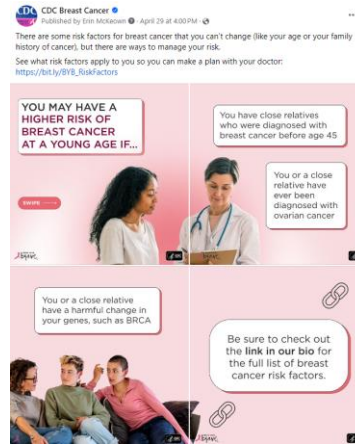 CDC Breast Cancer
Published by Erin McKeown · April 29 at 4:00 PM ·
There are some risk factors for breast cancer that you can't change (like your age or your family
history of cancer), but there are ways to manage your risk.
See what risk factors apply to you so you can make a plan with your doctor:
https://bit.ly/BYB_RiskFactors
YOU MAY HAVE A
HIGHER RISK OF
BREAST CANCER
AT A YOUNG AGE IF...
SWIPE
You have close relatives
who were diagnosed with
breast cancer before age 45
You or a close
relative have
ever been
diagnosed with
ovarian cancer
You or a close relative
have a harmful change in
your genes, such as BRCA
Be sure to check out
the link in our bio for
the full list of breast
cancer risk factors.